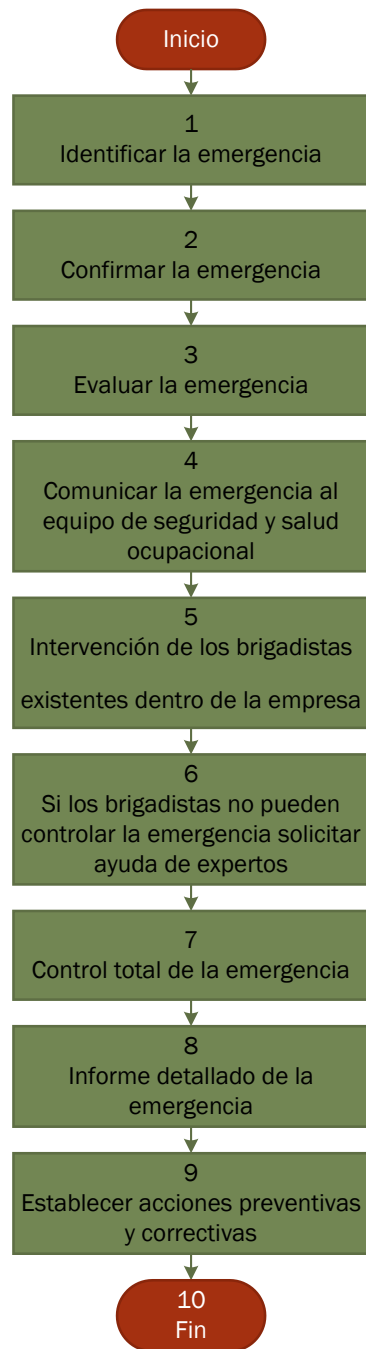 Inicio
1
Identificar la emergencia
2
Confirmar la emergencia
3
Evaluar la emergencia
4
Comunicar la emergencia al
equipo de seguridad y salud
ocupacional
5
Intervención de los brigadistas
existentes dentro de la empresa
6
Si los brigadistas no pueden
controlar la emergencia solicitar
ayuda de expertos
7
Control total de la emergencia
8
Informe detallado de la
emergencia
9
Establecer acciones preventivas
y correctivas
10
Fin